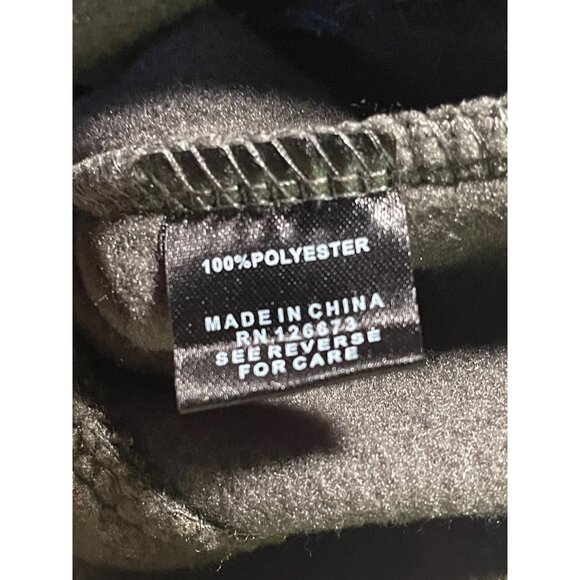 100%POLYESTER
MADE IN CHINA
RN.126673
SEE REVERSE
FOR CARE